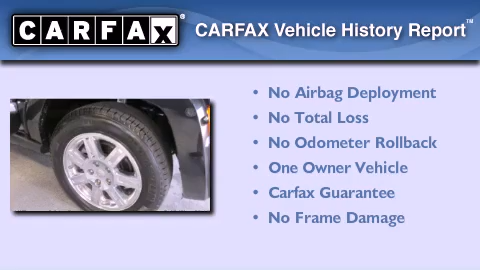 CARFAX® CARFAX Vehicle History Report™
• No Airbag Deployment
• No Total Loss
• No Odometer Rollback
• One Owner Vehicle
• Carfax Guarantee
• No Frame Damage